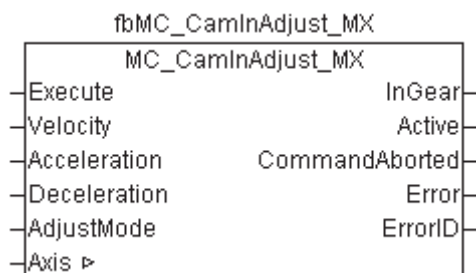 fbMC_CamInAdjust_MX
MC_CamInAdjust_MX
Execute InGear
Velocity Active
Acceleration CommandAborted
Deceleration Error
AdjustMode ErrorID
Axis ▷